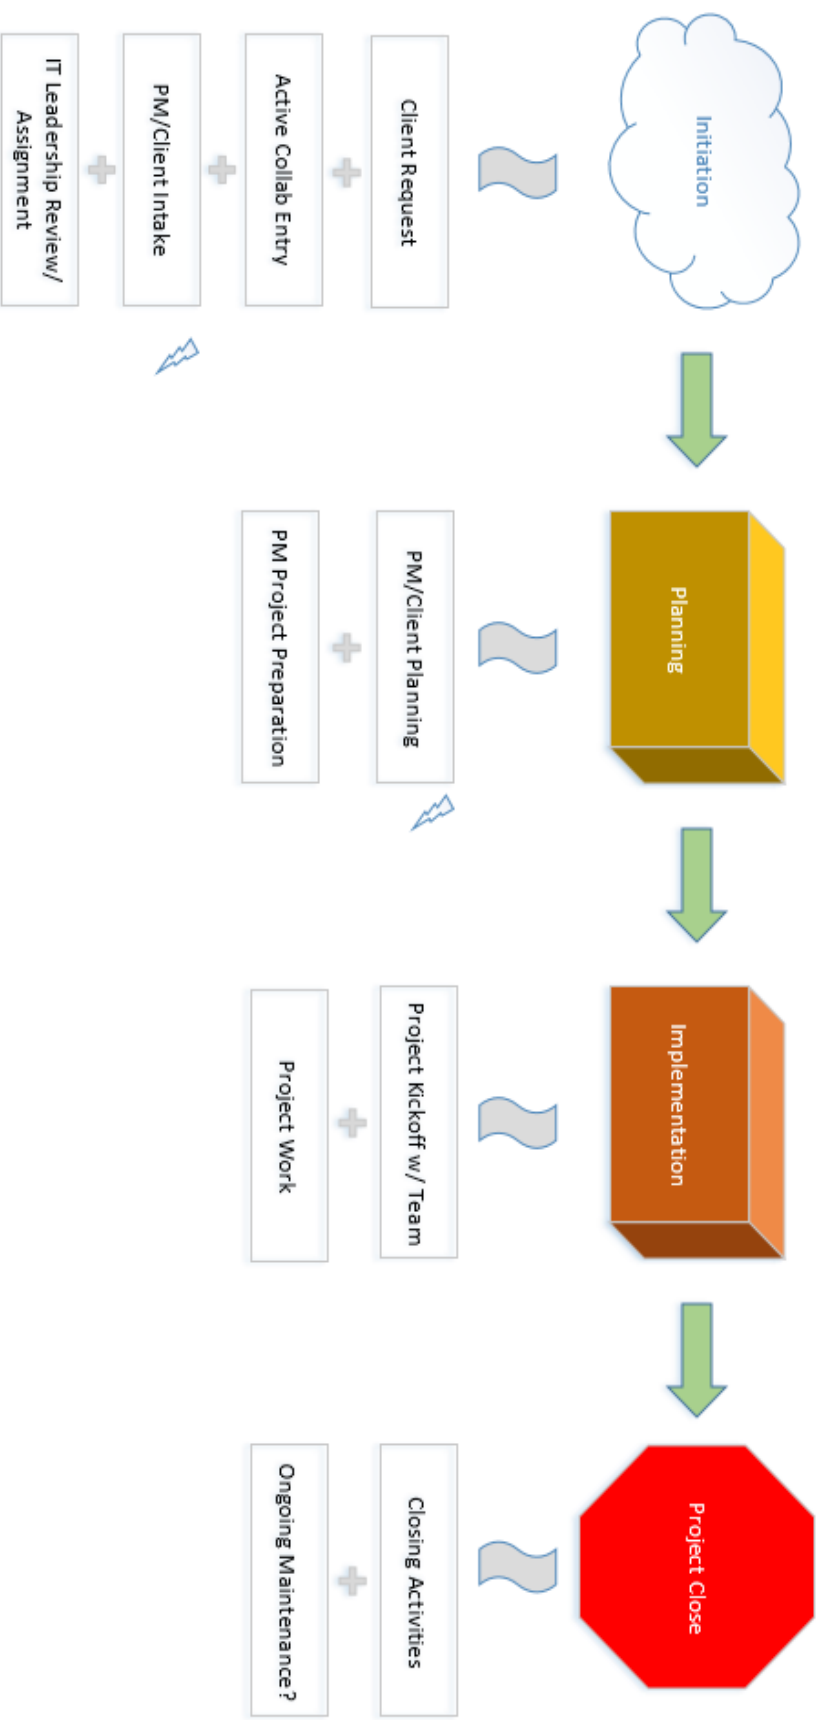 Initiation
Client Request
Active Collab Entry
PM/Client Intake
IT Leadership Review/
Assignment
Planning
PM/Client Planning
PM Project Preparation
Implementation
Project Kickoff w/ Team
Project Work
Project Close
Closing Activities
Ongoing Maintenance?